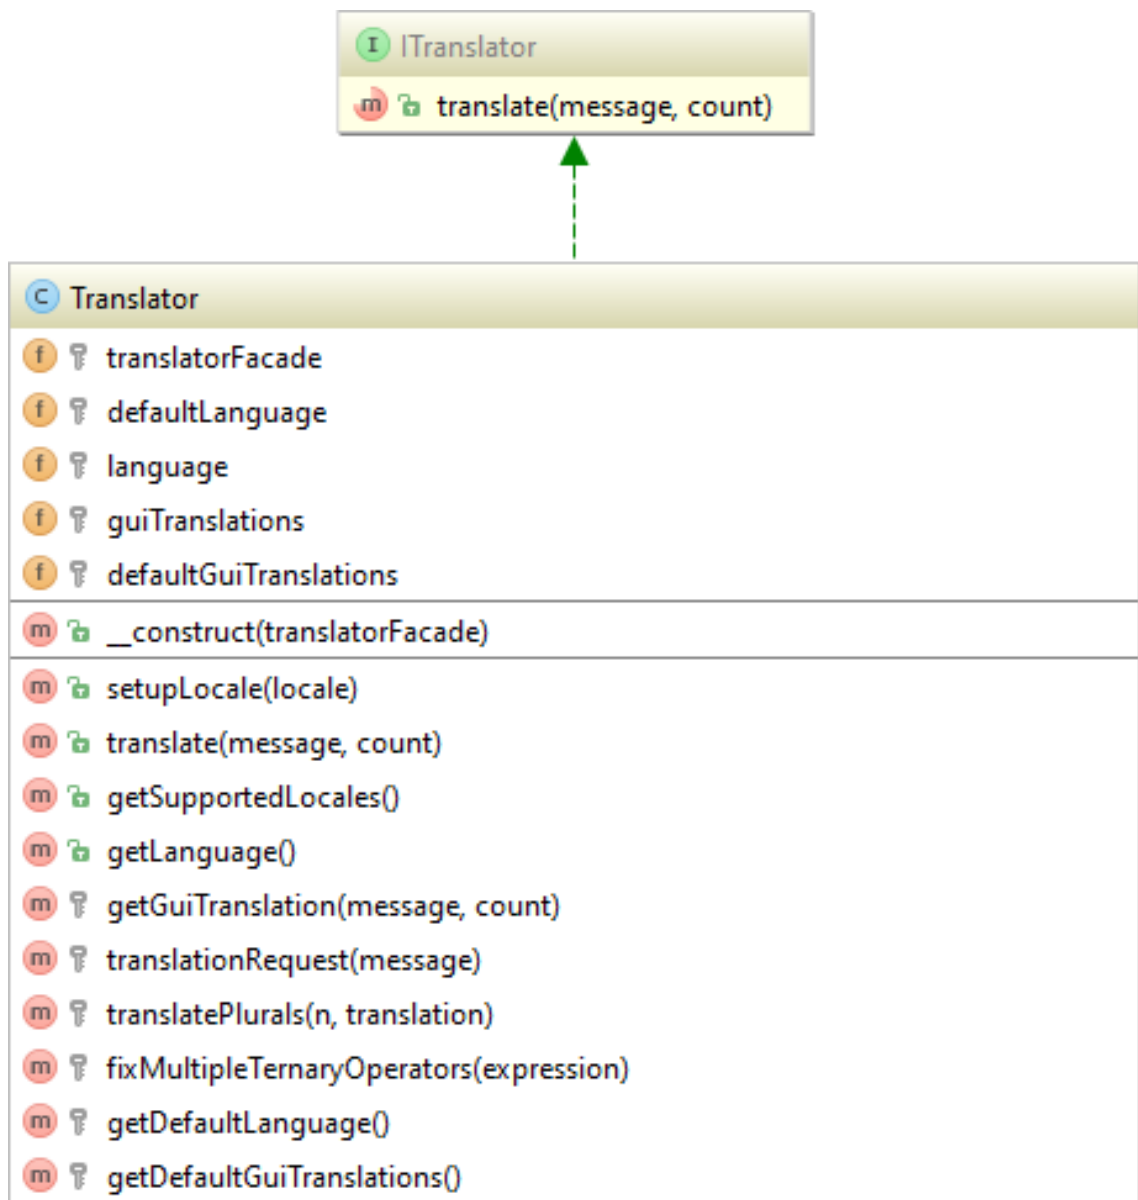 I ITranslator
m translate(message, count)
C Translator
f translatorFacade
f defaultLanguage
f language
f guiTranslations
f defaultGuiTranslations
m __construct(translatorFacade)
m setupLocale(locale)
m translate(message, count)
m getSupportedLocales()
m getLanguage()
m getGuiTranslation(message, count)
m translationRequest(message)
m translatePlurals(n, translation)
m fixMultipleTernaryOperators(expression)
m getDefaultLanguage()
m getDefaultGuiTranslations()